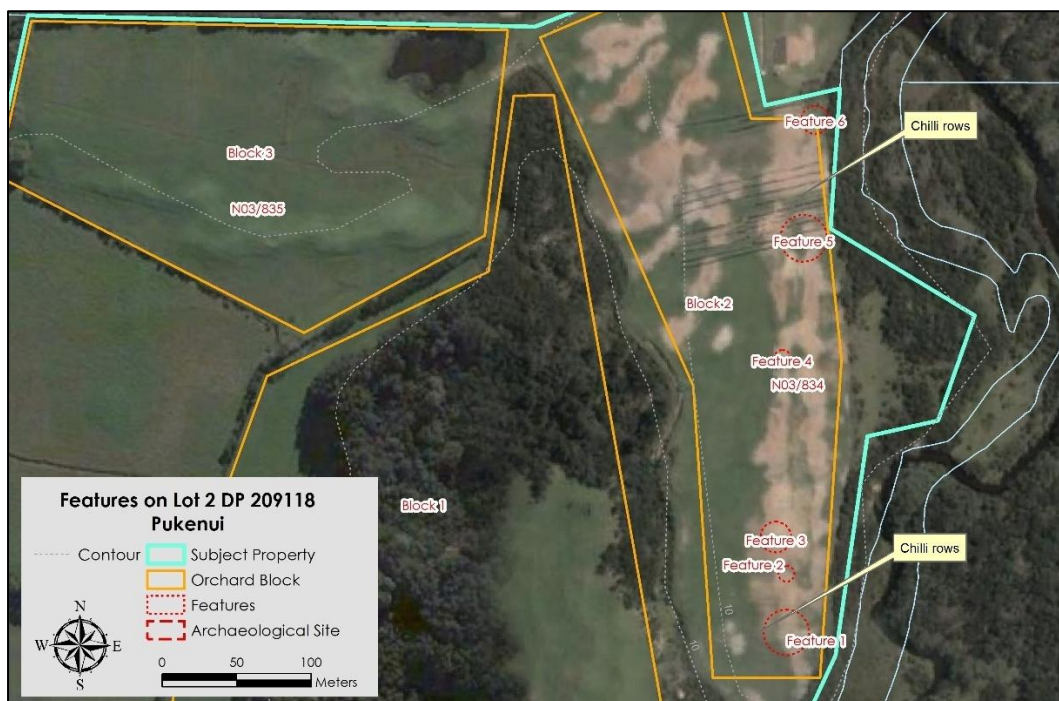 Feature 6
Chilli rows
Block 3
N03/835
Feature 5
Block 2
Feature 4
N03/834
Block 1
Feature 3
Chilli rows
Feature 2
10
Feature 1
10
Features on Lot 2 DP 209118
Pukenui
Contour
Subject Property
Orchard Block
Features
Archaeological Site
N
W E
S
0 50 100
Meters